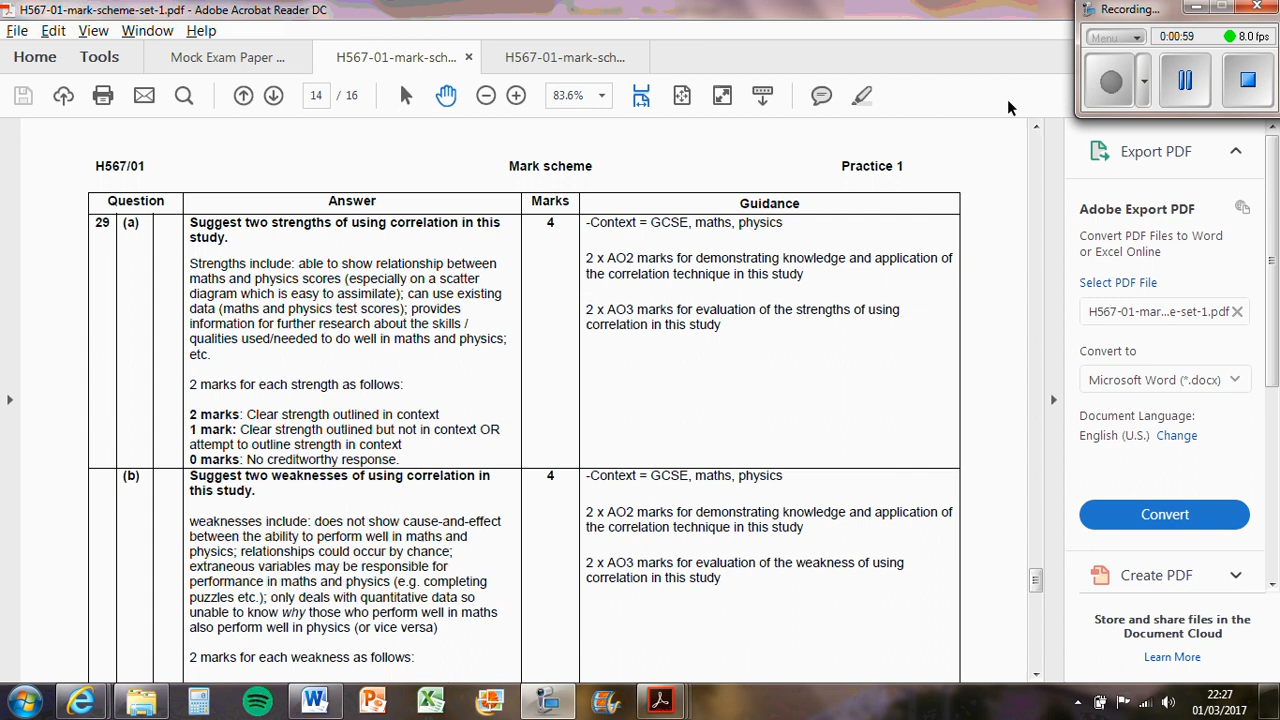 H567-01-mark-scheme-set-1.pdf - Adobe Acrobat Reader DC
Recording...
File Edit View Window Help
Menu 0:00:59 8.0 fps
Home Tools Mock Exam Paper ... H567-01-mark-sch... × H567-01-mark-sch...
14 / 16 83.6%
H567/01 Mark scheme Practice 1
Question Answer Marks Guidance
29 (a) Suggest two strengths of using correlation in this
study.
Strengths include: able to show relationship between
maths and physics scores (especially on a scatter
diagram which is easy to assimilate); can use existing
data (maths and physics test scores); provides
information for further research about the skills /
qualities used/needed to do well in maths and physics;
etc.
2 marks for each strength as follows:
2 marks: Clear strength outlined in context
1 mark: Clear strength outlined but not in context OR
attempt to outline strength in context
0 marks: No creditworthy response.
4
-Context = GCSE, maths, physics
2 x AO2 marks for demonstrating knowledge and application of
the correlation technique in this study
2 x AO3 marks for evaluation of the strengths of using
correlation in this study
(b) Suggest two weaknesses of using correlation in
this study.
weaknesses include: does not show cause-and-effect
between the ability to perform well in maths and
physics; relationships could occur by chance;
extraneous variables may be responsible for
performance in maths and physics (e.g. completing
puzzles etc.); only deals with quantitative data so
unable to know why those who perform well in maths
also perform well in physics (or vice versa)
2 marks for each weakness as follows:
4
-Context = GCSE, maths, physics
2 x AO2 marks for demonstrating knowledge and application of
the correlation technique in this study
2 x AO3 marks for evaluation of the weakness of using
correlation in this study
Export PDF
Adobe Export PDF
Convert PDF Files to Word
or Excel Online
Select PDF File
H567-01-mar...e-set-1.pdf
Convert to
Microsoft Word (*.docx)
Document Language:
English (U.S.) Change
Convert
Create PDF
Store and share files in the
Document Cloud
Learn More
22:27
01/03/2017